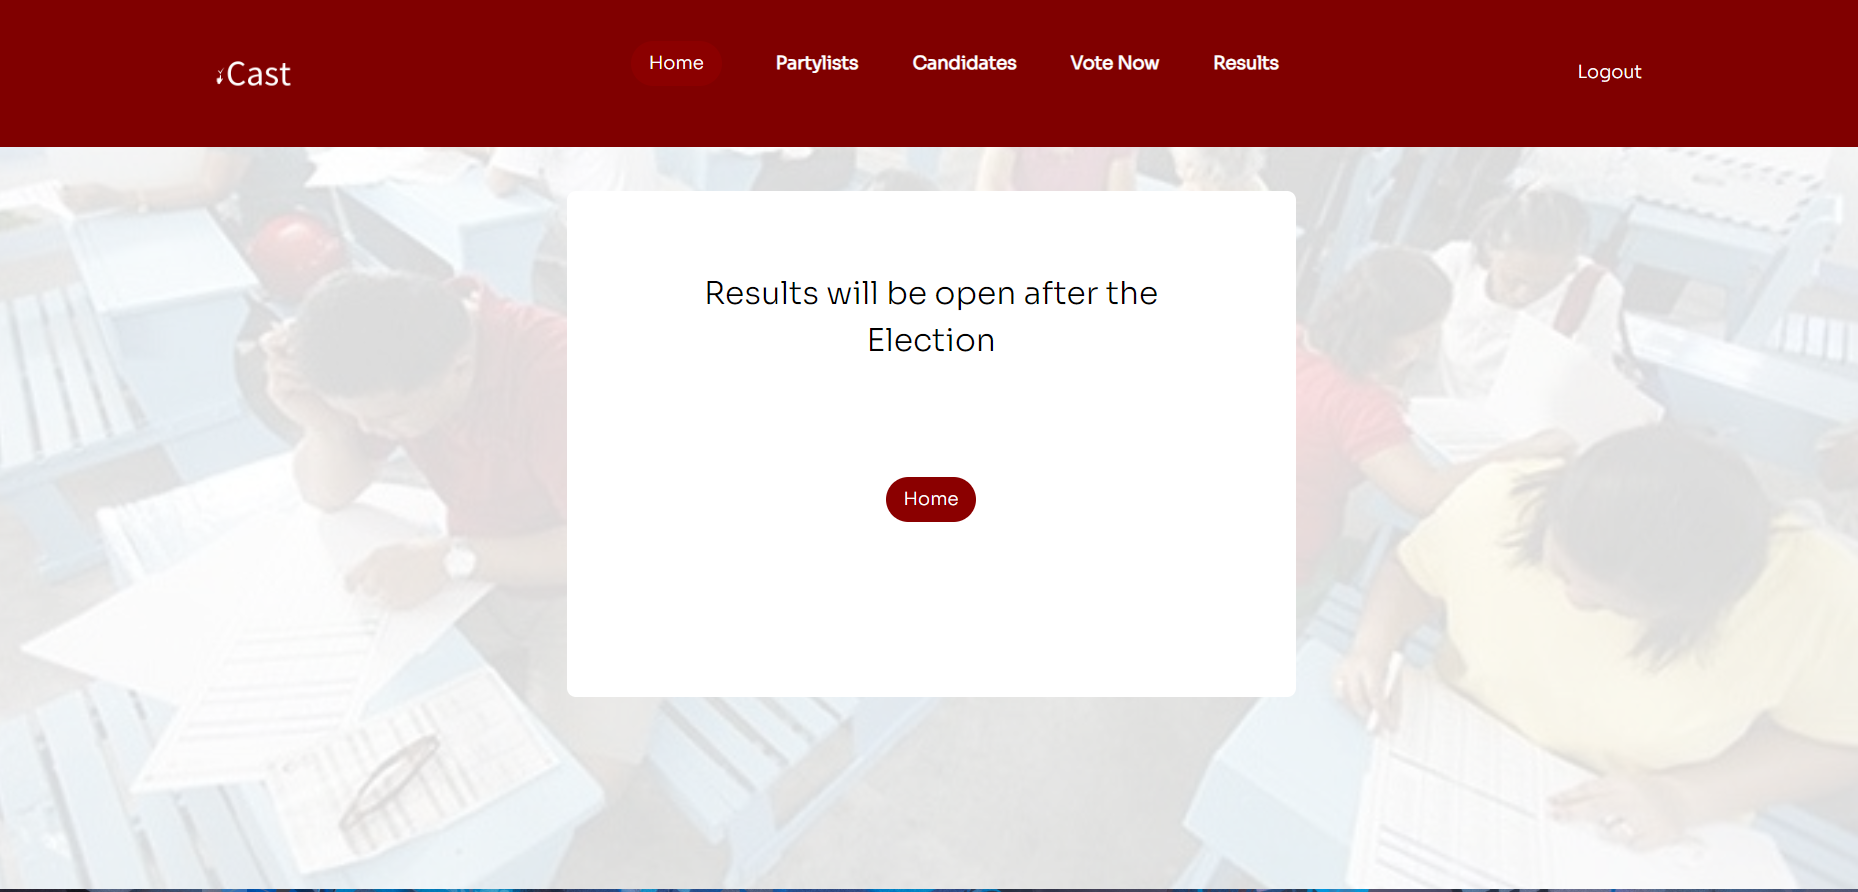 iCast
Home
Partylists
Candidates
Vote Now
Results
Logout
Results will be open after the
Election
Home